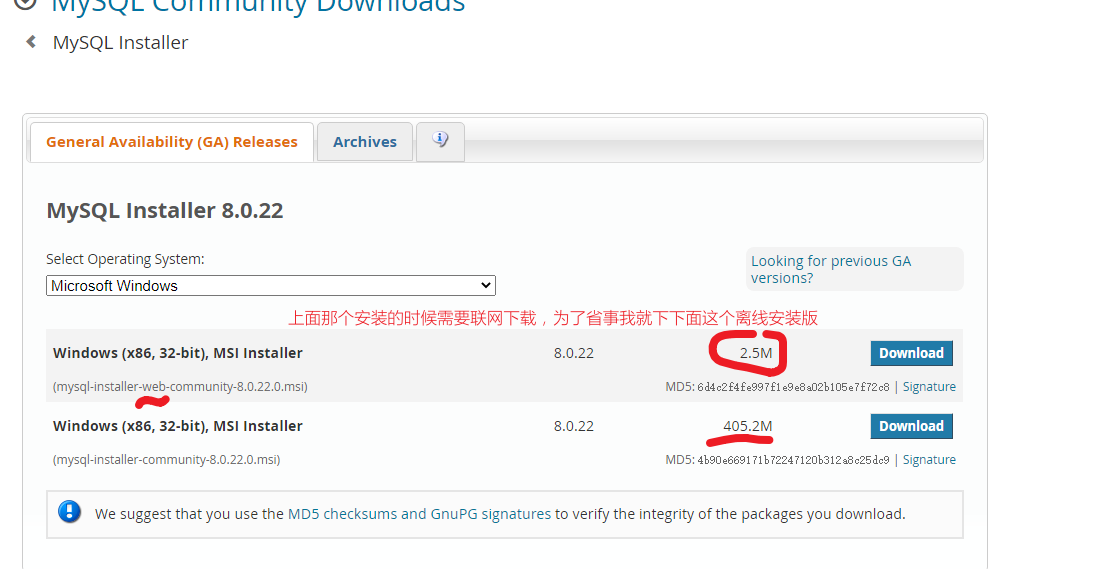 MySQL Community Downloads
MySQL Installer
General Availability (GA) Releases Archives
MySQL Installer 8.0.22
Select Operating System:
Looking for previous GA
versions?
Microsoft Windows
上面那个安装的时候需要联网下载，为了省事我就下下面这个离线安装版
Windows (x86, 32-bit), MSI Installer 8.0.22 2.5M Download
(mysql-installer-web-community-8.0.22.0.msi) MD5: 6d4c2f4fe997f1e9e8a02b105e7f72c8 | Signature
Windows (x86, 32-bit), MSI Installer 8.0.22 405.2M Download
(mysql-installer-community-8.0.22.0.msi) MD5: 4b90e669171b72247120b312a8c25dc9 | Signature
We suggest that you use the MD5 checksums and GnuPG signatures to verify the integrity of the packages you download.